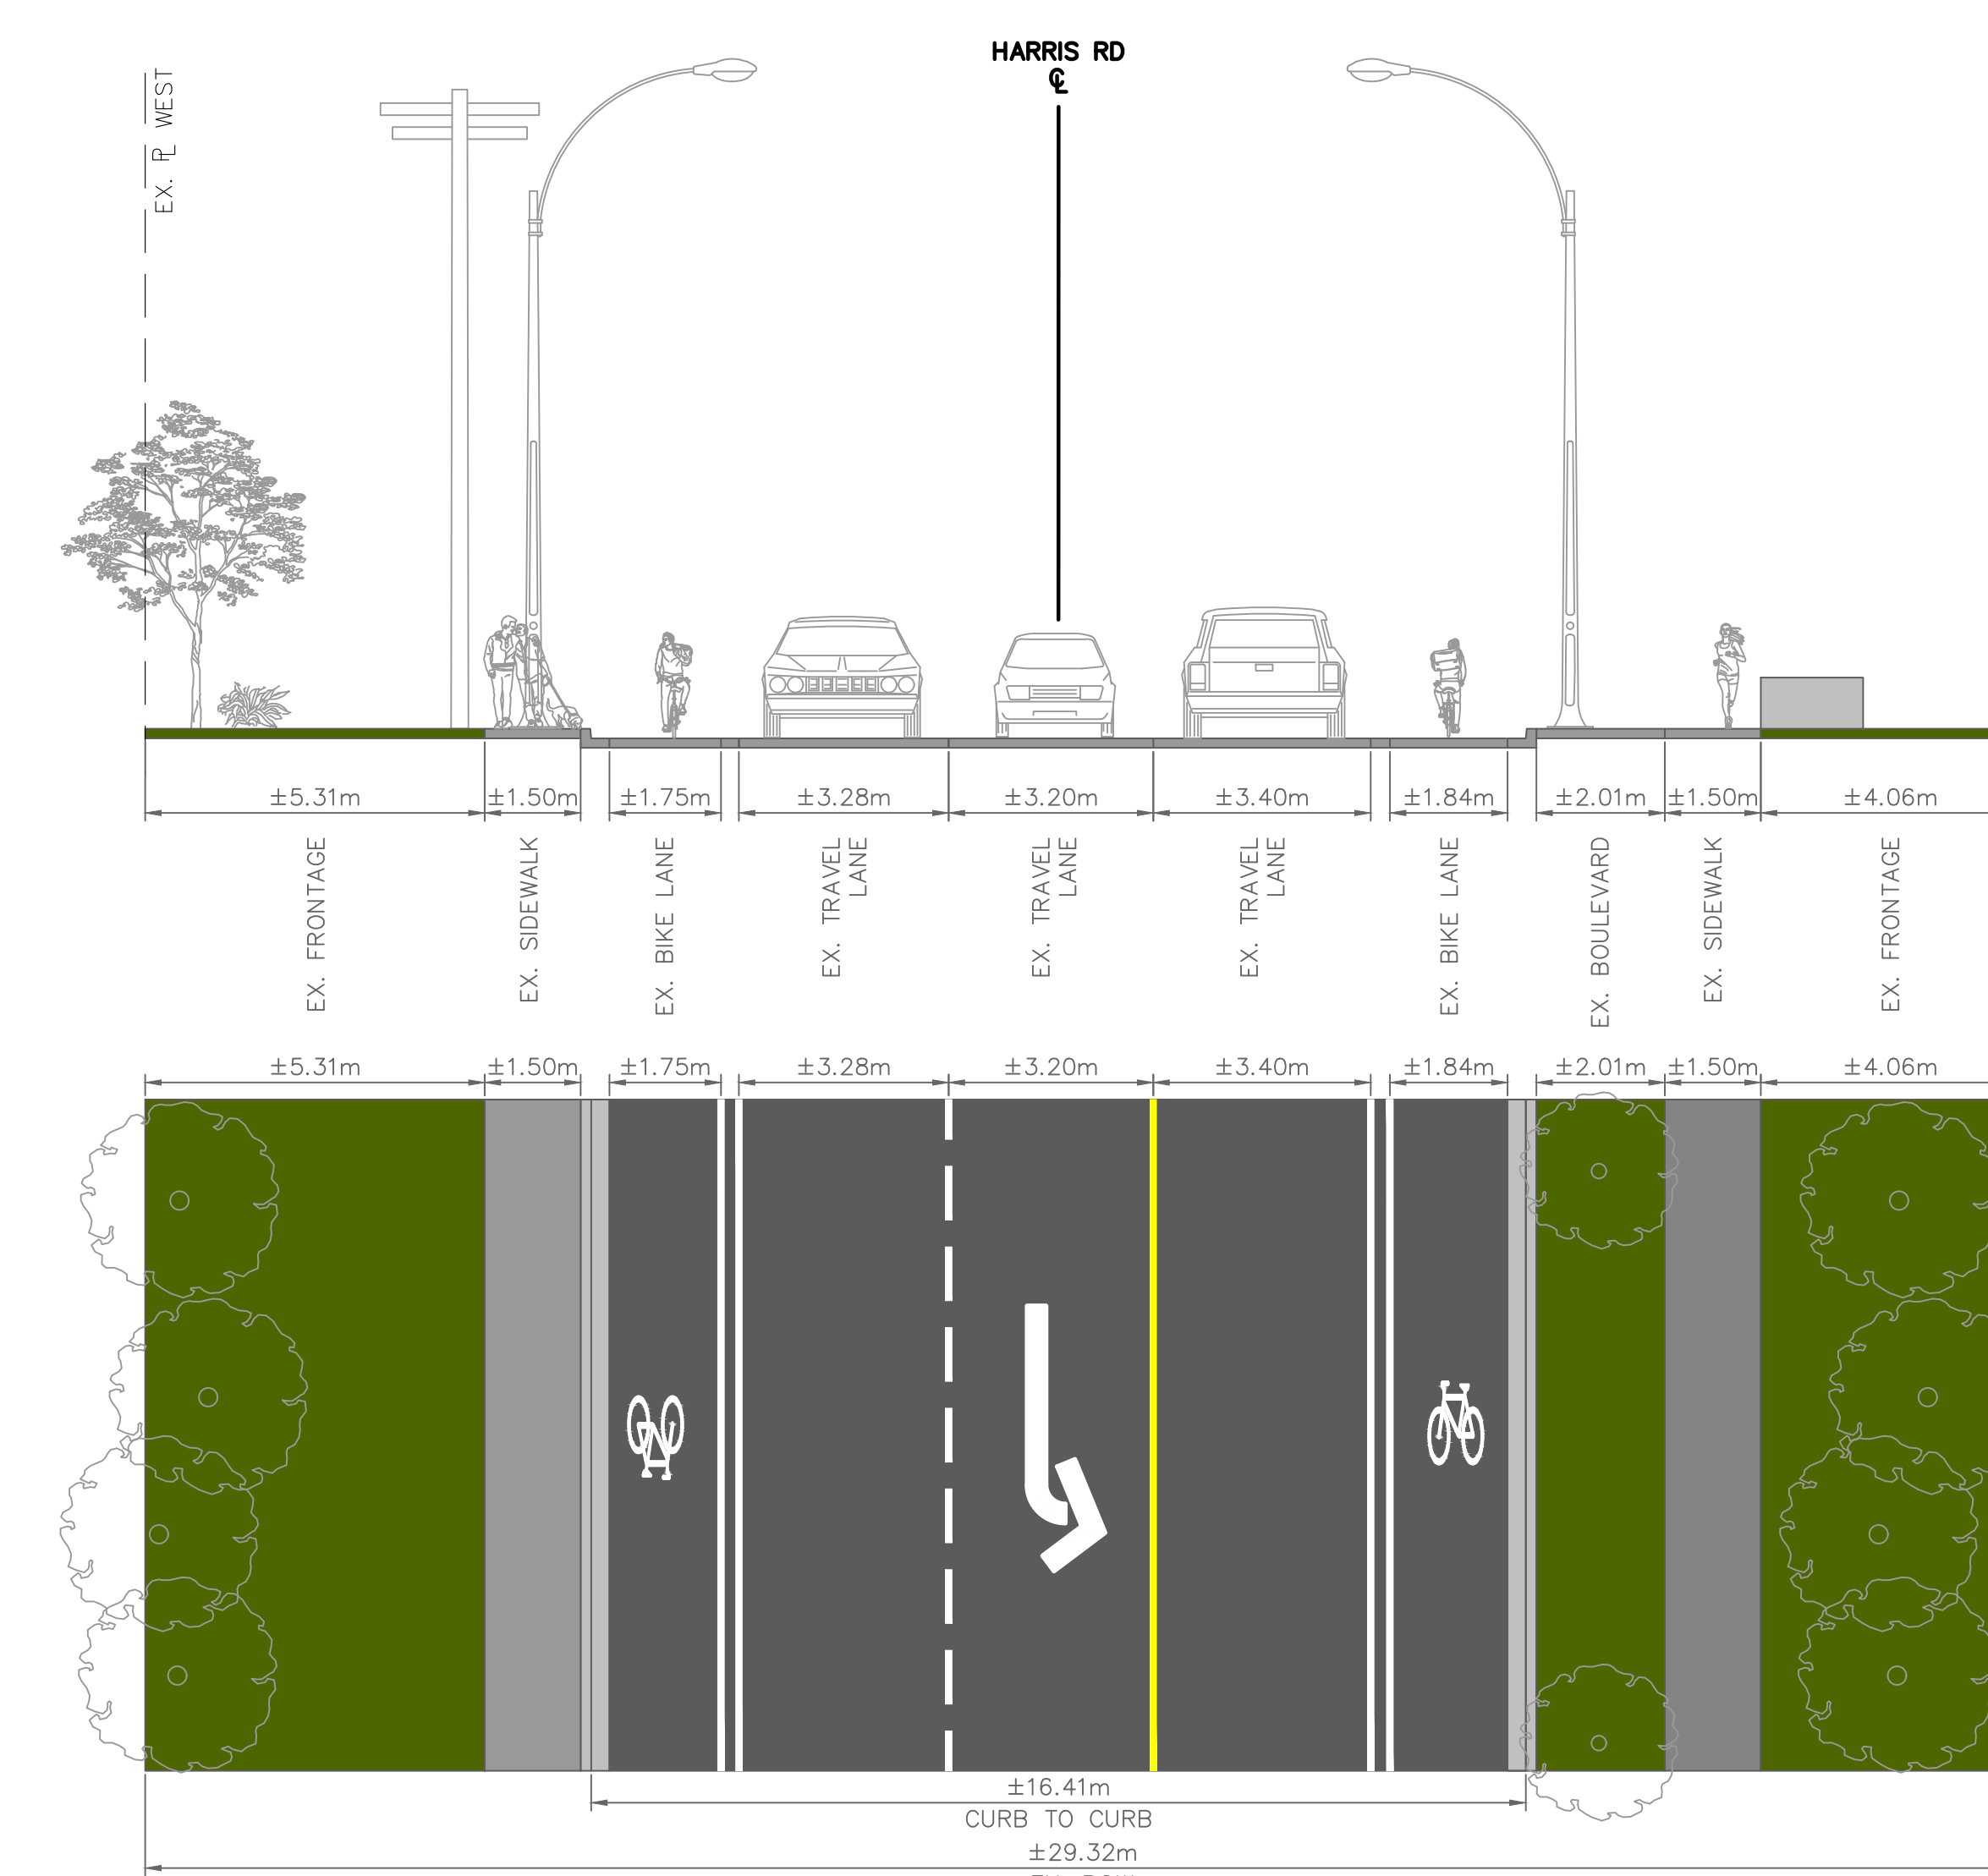 HARRIS RD
℄
EX. ⅊ WEST
±5.31m
±1.50m
±1.75m
±3.28m
±3.20m
±3.40m
±1.84m
±2.01m
±1.50m
±4.06m
EX. FRONTAGE
EX. SIDEWALK
EX. BIKE LANE
EX. TRAVEL
LANE
EX. TRAVEL
LANE
EX. TRAVEL
LANE
EX. BIKE LANE
EX. BOULEVARD
EX. SIDEWALK
EX. FRONTAGE
±5.31m
±1.50m
±1.75m
±3.28m
±3.20m
±3.40m
±1.84m
±2.01m
±1.50m
±4.06m
±16.41m
CURB TO CURB
±29.32m